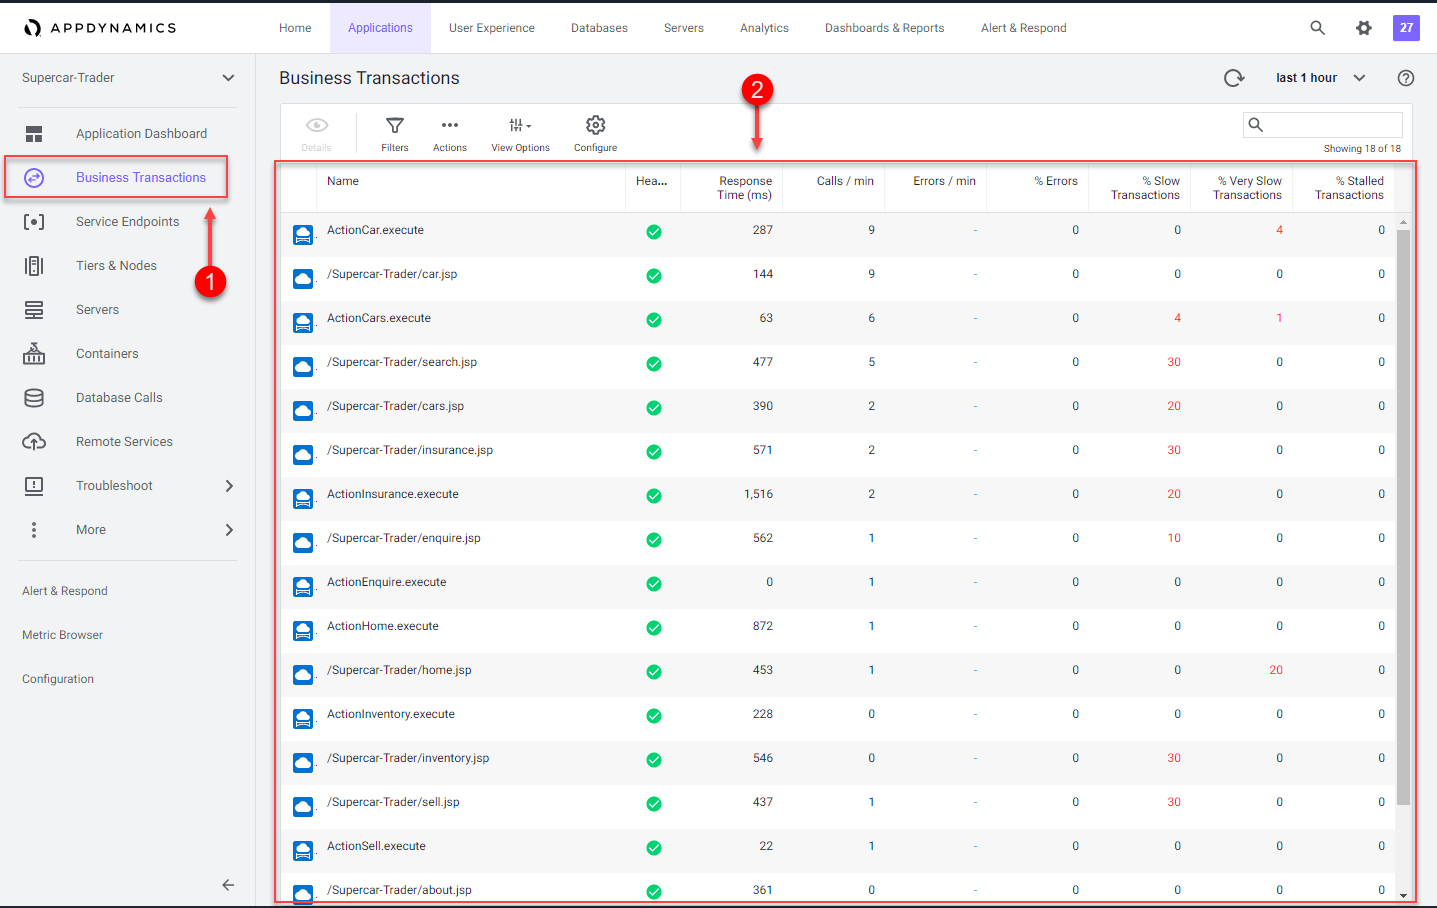 APPDYNAMICS
Home
Applications
User Experience
Databases
Servers
Analytics
Dashboards & Reports
Alert & Respond
27
Supercar-Trader
Application Dashboard
Business Transactions
Service Endpoints
Tiers & Nodes
Servers
Containers
Database Calls
Remote Services
Troubleshoot
More
Alert & Respond
Metric Browser
Configuration
1
Business Transactions
2
last 1 hour
?
Details
Filters
Actions
View Options
Configure
Showing 18 of 18
Name Hea... Response Time (ms) Calls / min Errors / min % Errors % Slow Transactions % Very Slow Transactions % Stalled Transactions
ActionCar.execute 287 9 - 0 0 4 0
/Supercar-Trader/car.jsp 144 9 - 0 0 0 0
ActionCars.execute 63 6 - 0 4 1 0
/Supercar-Trader/search.jsp 477 5 - 0 30 0 0
/Supercar-Trader/cars.jsp 390 2 - 0 20 0 0
/Supercar-Trader/insurance.jsp 571 2 - 0 30 0 0
ActionInsurance.execute 1,516 2 - 0 20 0 0
/Supercar-Trader/enquire.jsp 562 1 - 0 10 0 0
ActionEnquire.execute 0 1 - 0 0 0 0
ActionHome.execute 872 1 - 0 0 0 0
/Supercar-Trader/home.jsp 453 1 - 0 0 20 0
ActionInventory.execute 228 0 - 0 0 0 0
/Supercar-Trader/inventory.jsp 546 0 - 0 30 0 0
/Supercar-Trader/sell.jsp 437 1 - 0 30 0 0
ActionSell.execute 22 1 - 0 0 0 0
/Supercar-Trader/about.jsp 361 0 - 0 0 0 0